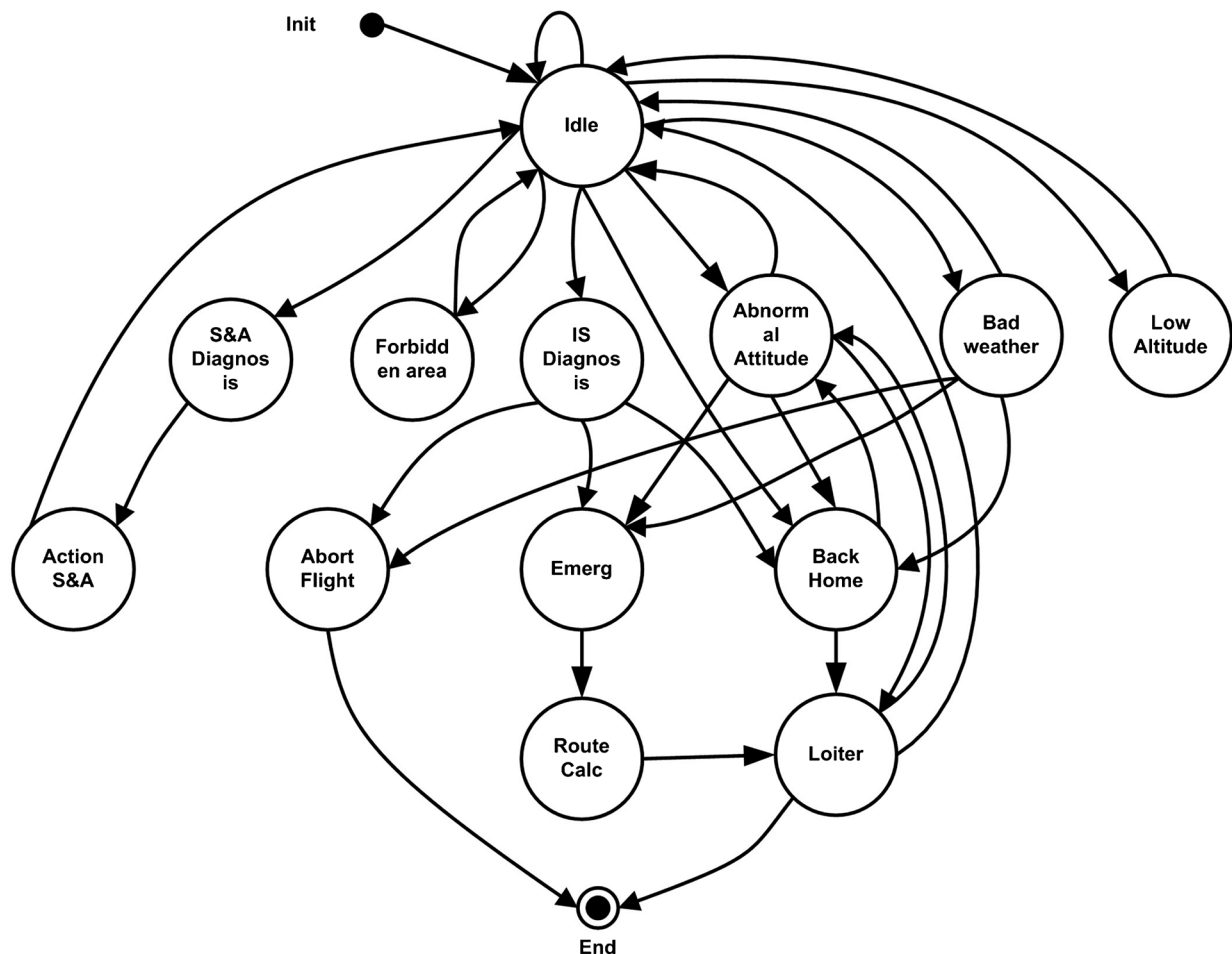 Init
Idle
S&A
Diagnos
is
Forbidd
en area
IS
Diagnos
is
Abnorm
al
Attitude
Bad
weather
Low
Altitude
Action
S&A
Abort
Flight
Emerg
Back
Home
Route
Calc
Loiter
End